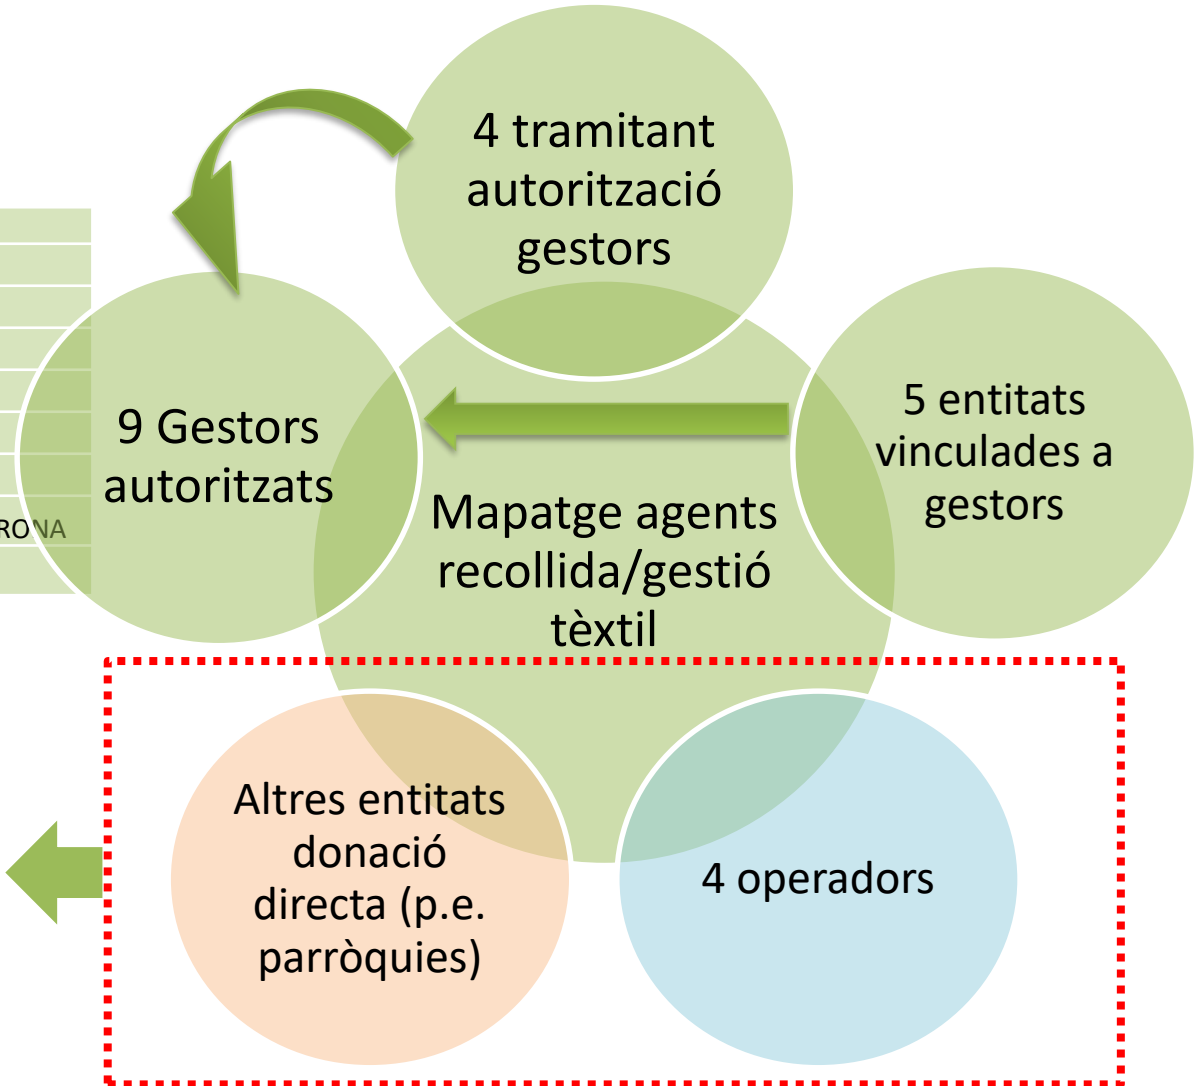 4 tramitant
autorització
gestors
9 Gestors
autoritzats
5 entitats
vinculades a
gestors
Mapatge agents
recollida/gestió
tèxtil
RONA
Altres entitats
donació
directa (p.e.
parròquies)
4 operadors